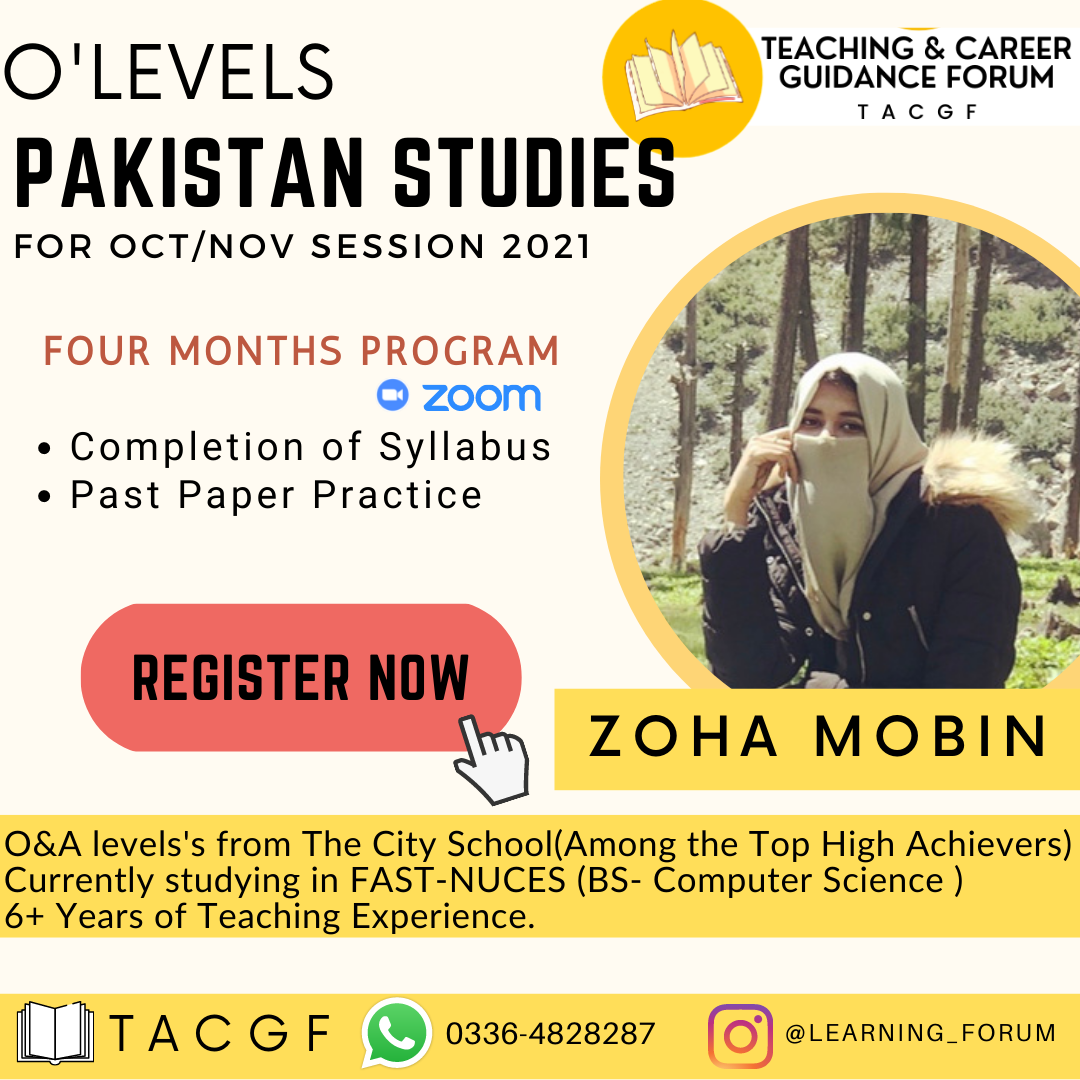 O'LEVELS
TEACHING & CAREER
GUIDANCE FORUM
TACGF
PAKISTAN STUDIES
FOR OCT/NOV SESSION 2021
FOUR MONTHS PROGRAM
zoom
• Completion of Syllabus
• Past Paper Practice
REGISTER NOW
ZOHA MOBIN
O&A levels's from The City School(Among the Top High Achievers)
Currently studying in FAST-NUCES (BS- Computer Science )
6+ Years of Teaching Experience.
TACGF 0336-4828287 @LEARNING_FORUM